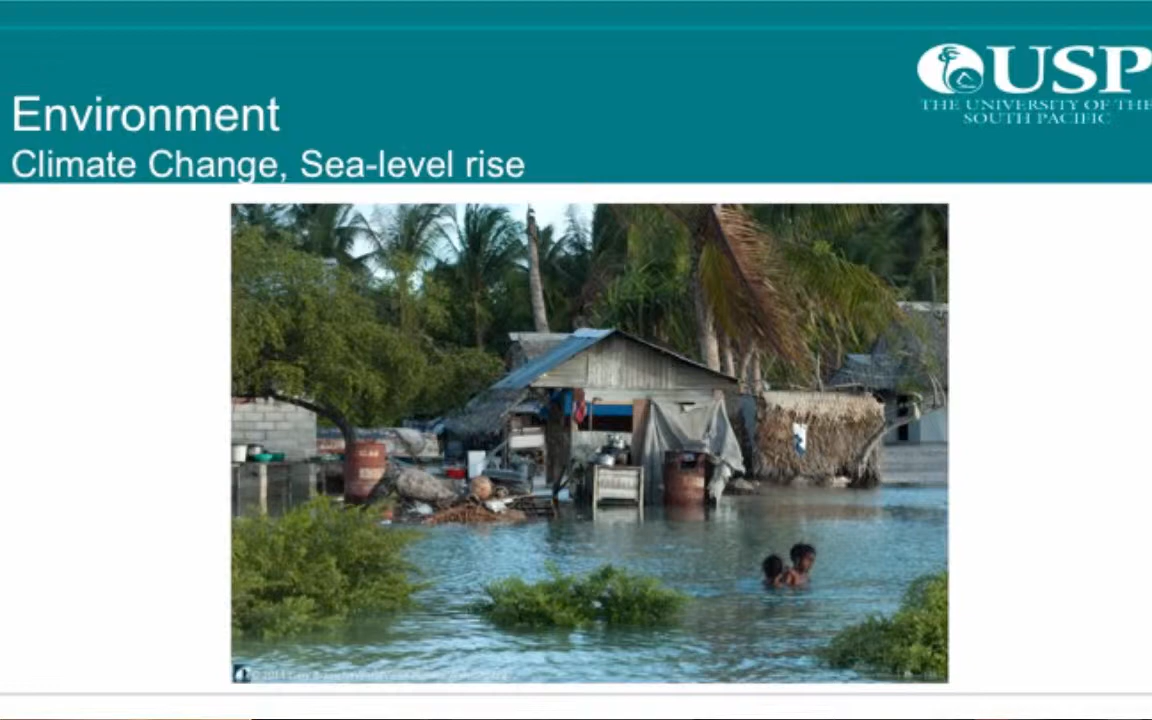 USP
THE UNIVERSITY OF THE
SOUTH PACIFIC
Environment
Climate Change, Sea-level rise